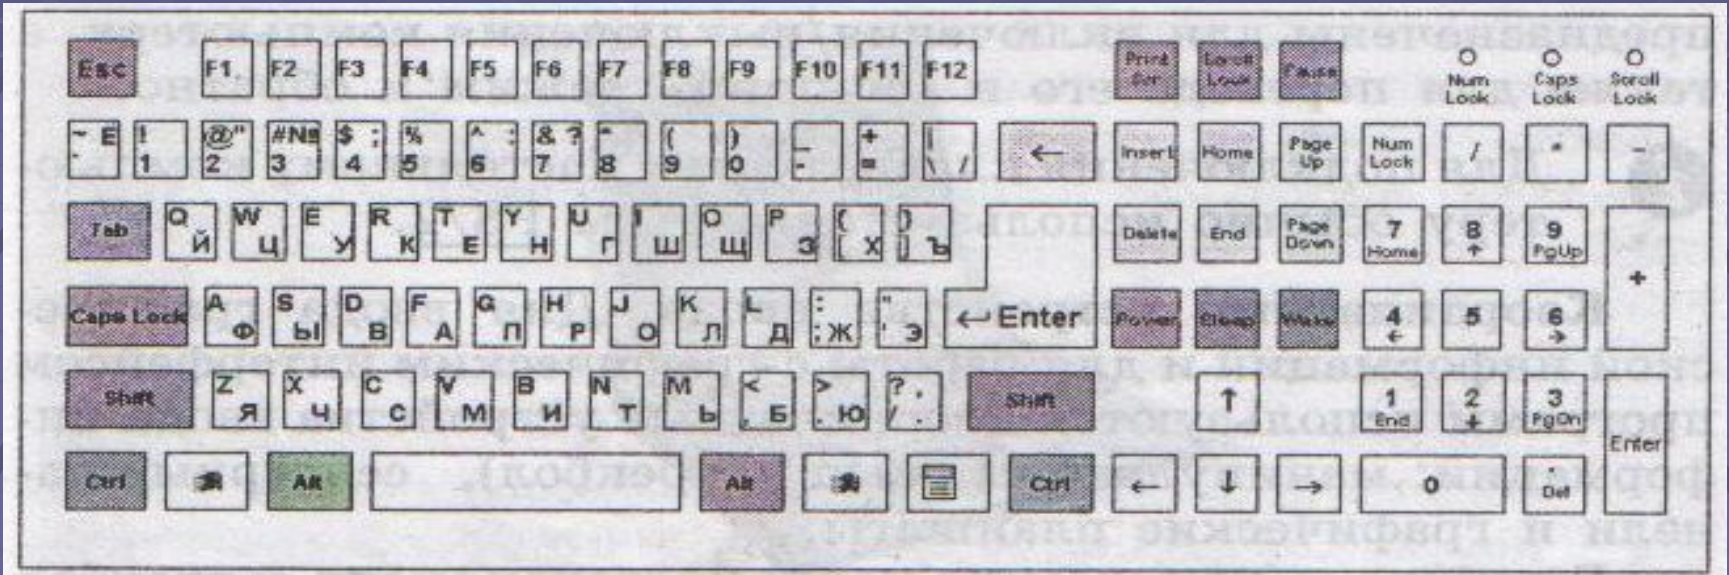 Esc F1 F2 F3 F4 F5 F6 F7 F8 F9 F10 F11 F12 Print Scr Scroll Lock Pause Num Lock Caps Lock Scroll Lock
~ Ё ` ! 1 @ " 2 # № 3 $ ; 4 % 5 ^ : 6 & ? 7 * 8 ( 9 ) 0 _ - + = | \ / ← Insert Home Page Up Num Lock / * -
Tab Q Й W Ц E У R К T Е Y Н U Г I Ш O Щ P З { [ Х } ] Ъ Delete End Page Down 7 Home 8 ↑ 9 PgUp +
Caps Lock A Ф S Ы D В F А G П H Р J О K Л L Д : ; Ж " ' Э ↵ Enter Power Sleep Wake 4 ← 5 6 →
Shift Z Я X Ч C С V М B И N Т M Ь < , Б > . Ю ? / , . Shift ↑ 1 End 2 ↓ 3 PgDn Enter
Ctrl Alt Alt Ctrl ← ↓ → 0 . Del